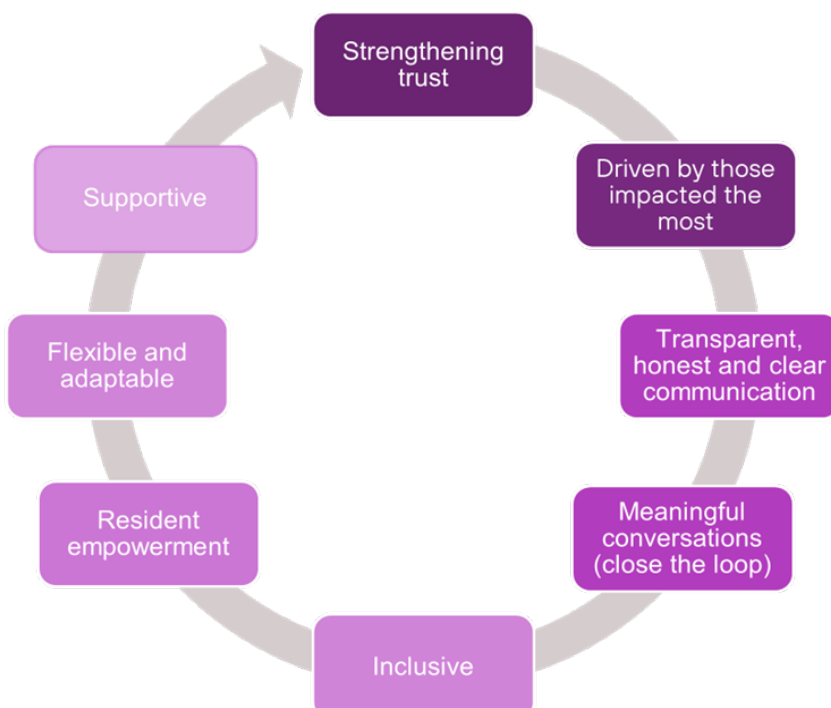 Strengthening
trust
Driven by those
impacted the
most
Transparent,
honest and clear
communication
Meaningful
conversations
(close the loop)
Inclusive
Resident
empowerment
Flexible and
adaptable
Supportive